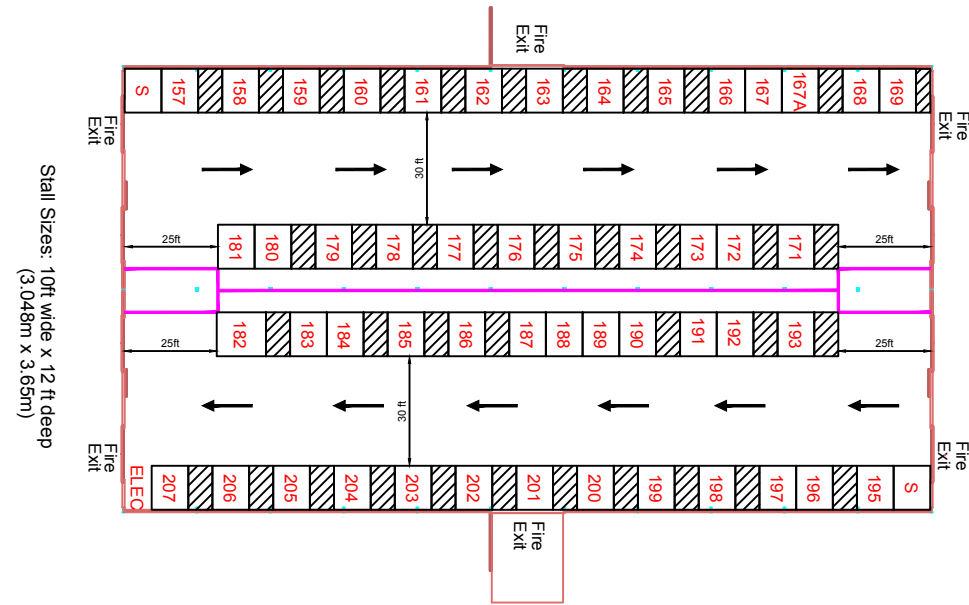 Fire
Exit
S
157
158
159
160
161
162
163
164
165
166
167
167A
168
169
Fire
Exit
Fire
Exit
30 ft
25ft
181
180
179
178
177
176
175
174
173
172
171
25ft
Stall Sizes: 10ft wide x 12 ft deep
(3.048m x 3.65m)
25ft
182
183
184
185
186
187
188
189
190
191
192
193
25ft
30 ft
Fire
Exit
Fire
Exit
ELEC
207
206
205
204
203
202
201
200
199
198
197
196
195
S
Fire
Exit